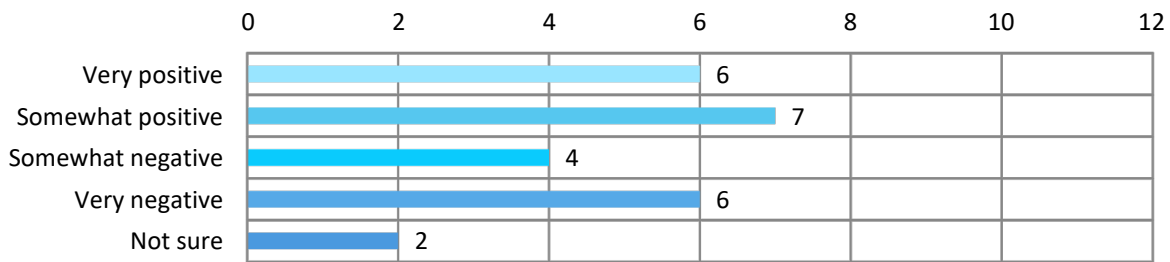 0 2 4 6 8 10 12
Very positive 6
Somewhat positive 7
Somewhat negative 4
Very negative 6
Not sure 2